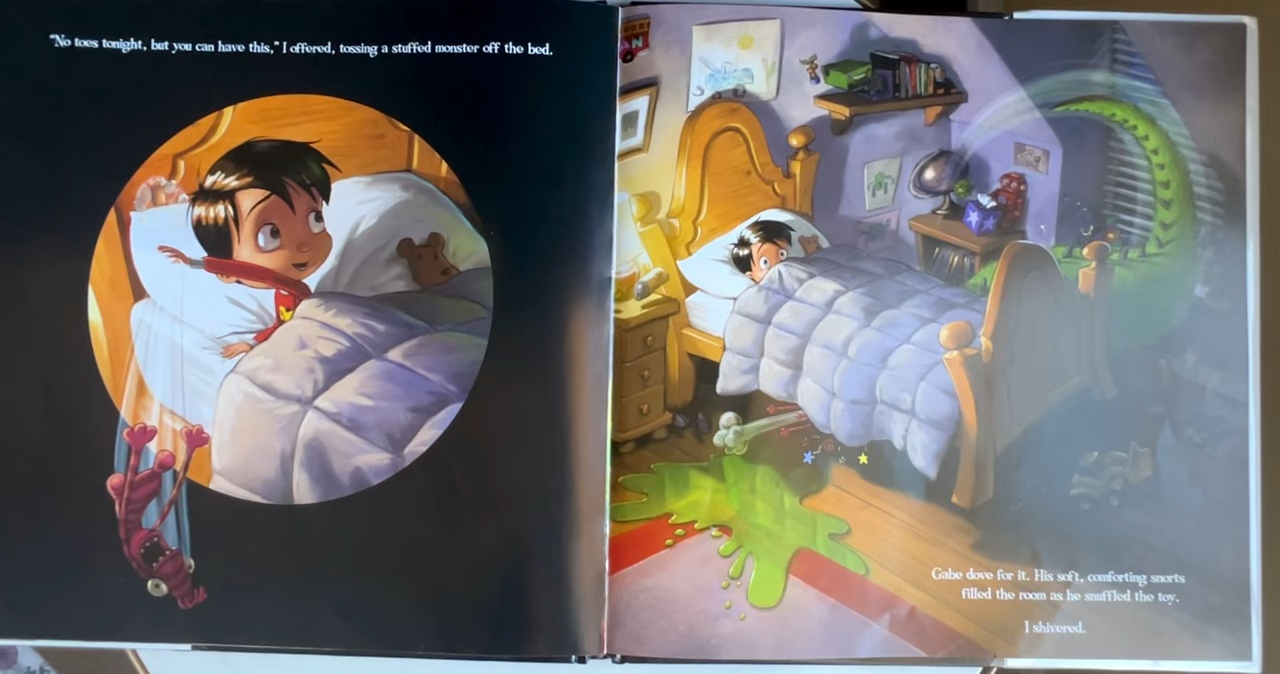 "No toes tonight, but you can have this," I offered, tossing a stuffed monster off the bed.
Gabe dove for it. His soft, comforting snorts
filled the room as he snuffled the toy.
I shivered.